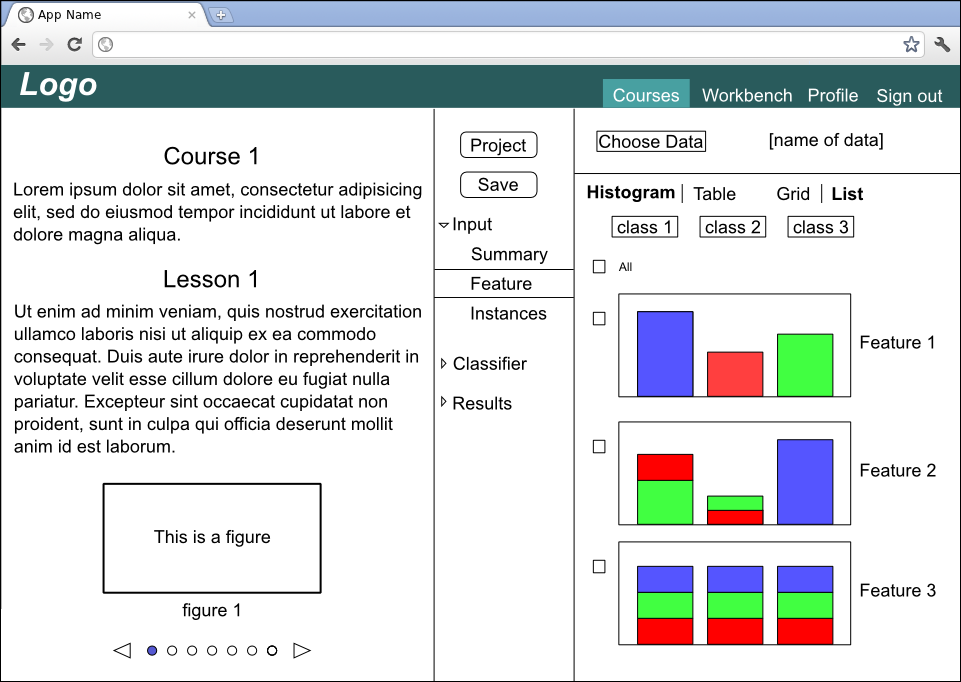 App Name
Logo
Courses Workbench Profile Sign out
Course 1
Lorem ipsum dolor sit amet, consectetur adipisicing
elit, sed do eiusmod tempor incididunt ut labore et
dolore magna aliqua.
Lesson 1
Ut enim ad minim veniam, quis nostrud exercitation
ullamco laboris nisi ut aliquip ex ea commodo
consequat. Duis aute irure dolor in reprehenderit in
voluptate velit esse cillum dolore eu fugiat nulla
pariatur. Excepteur sint occaecat cupidatat non
proident, sunt in culpa qui officia deserunt mollit
anim id est laborum.
This is a figure
figure 1
Project
Save
Input
Summary
Feature
Instances
Classifier
Results
Choose Data [name of data]
Histogram | Table Grid | List
class 1 class 2 class 3
All
Feature 1
Feature 2
Feature 3